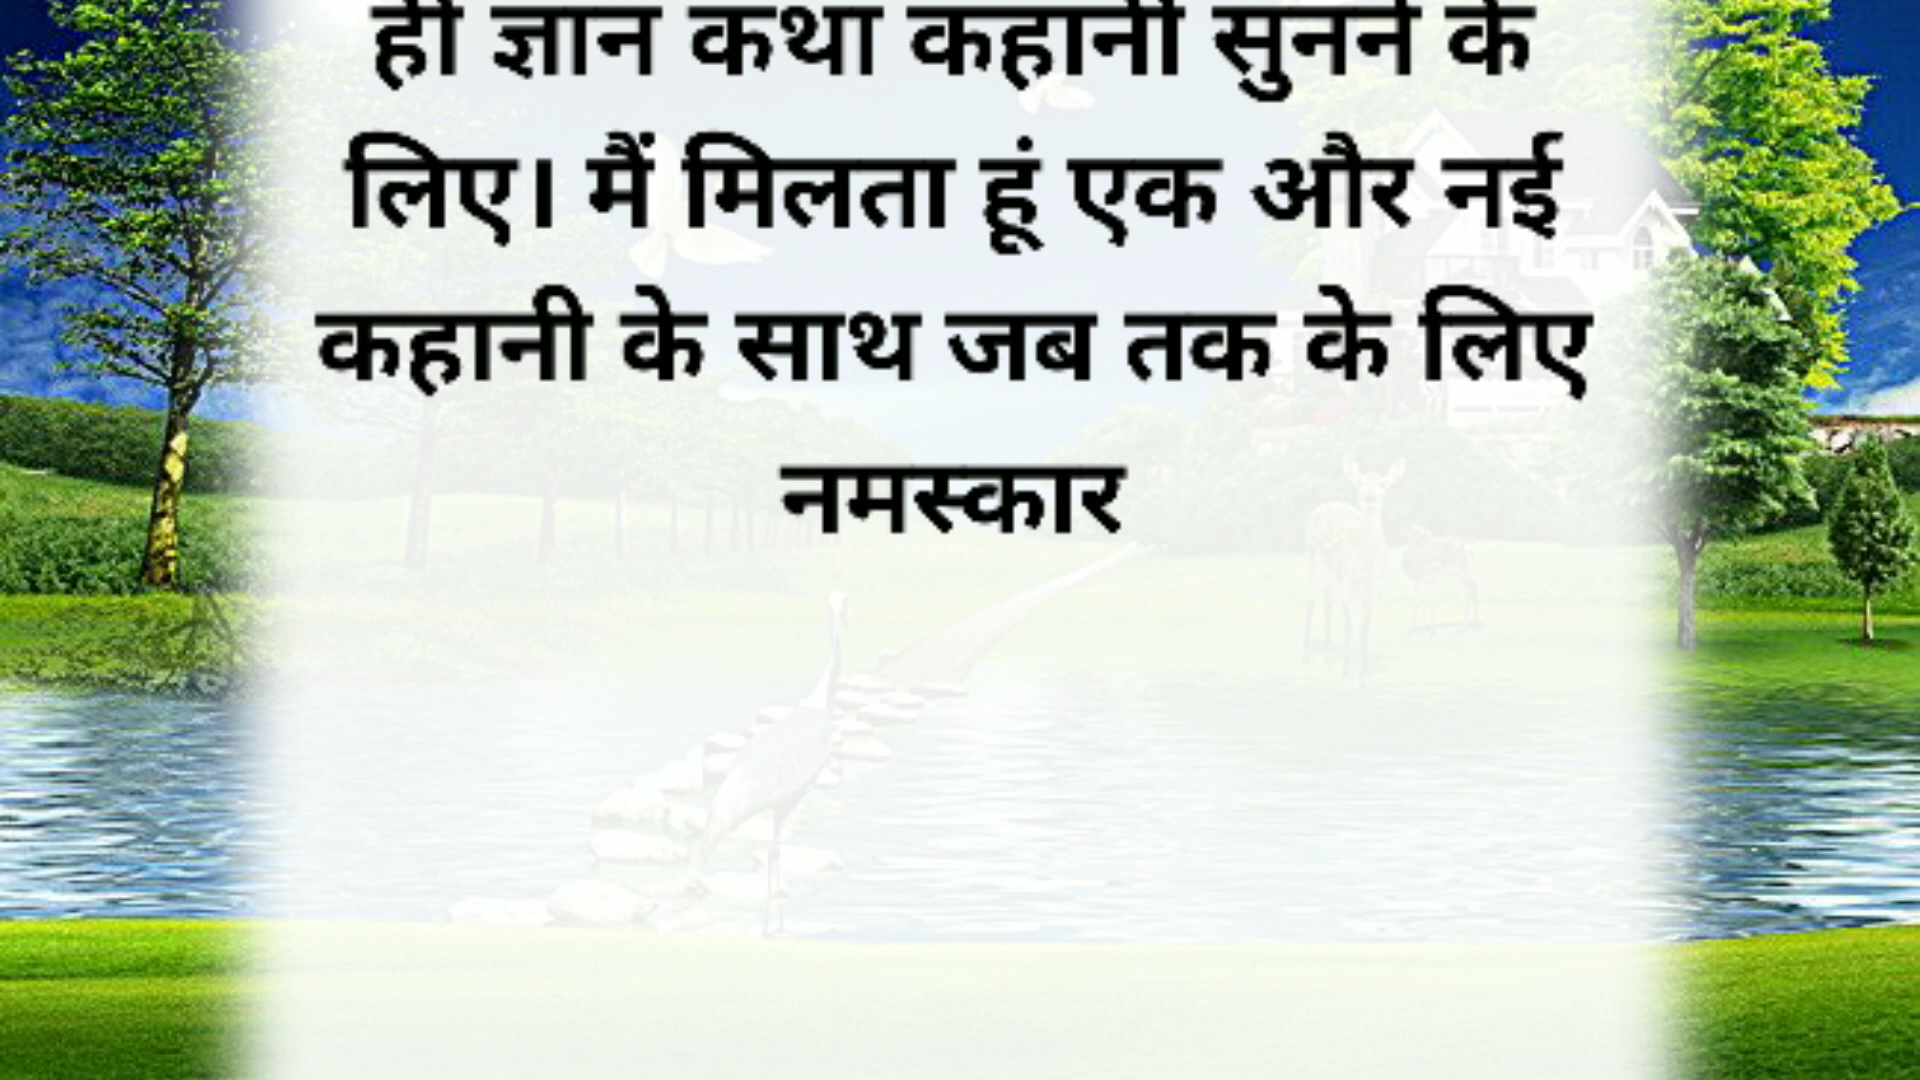 ही ज्ञान कथा कहानी सुनने के
लिए। मैं मिलता हूं एक और नई
कहानी के साथ जब तक के लिए
नमस्कार